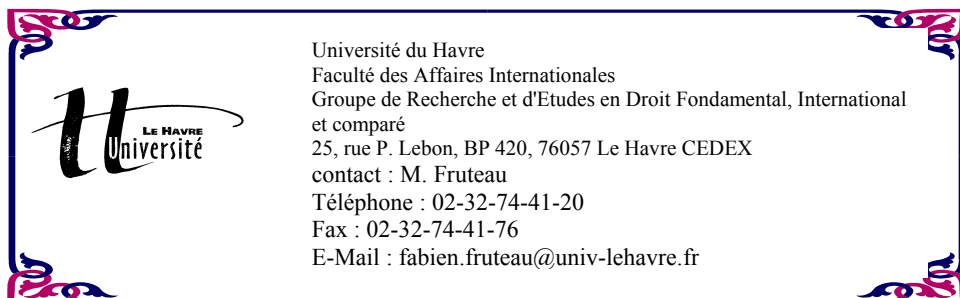 LE HAVRE
Université
Université du Havre
Faculté des Affaires Internationales
Groupe de Recherche et d'Etudes en Droit Fondamental, International
et comparé
25, rue P. Lebon, BP 420, 76057 Le Havre CEDEX
contact : M. Fruteau
Téléphone : 02-32-74-41-20
Fax : 02-32-74-41-76
E-Mail : fabien.fruteau@univ-lehavre.fr